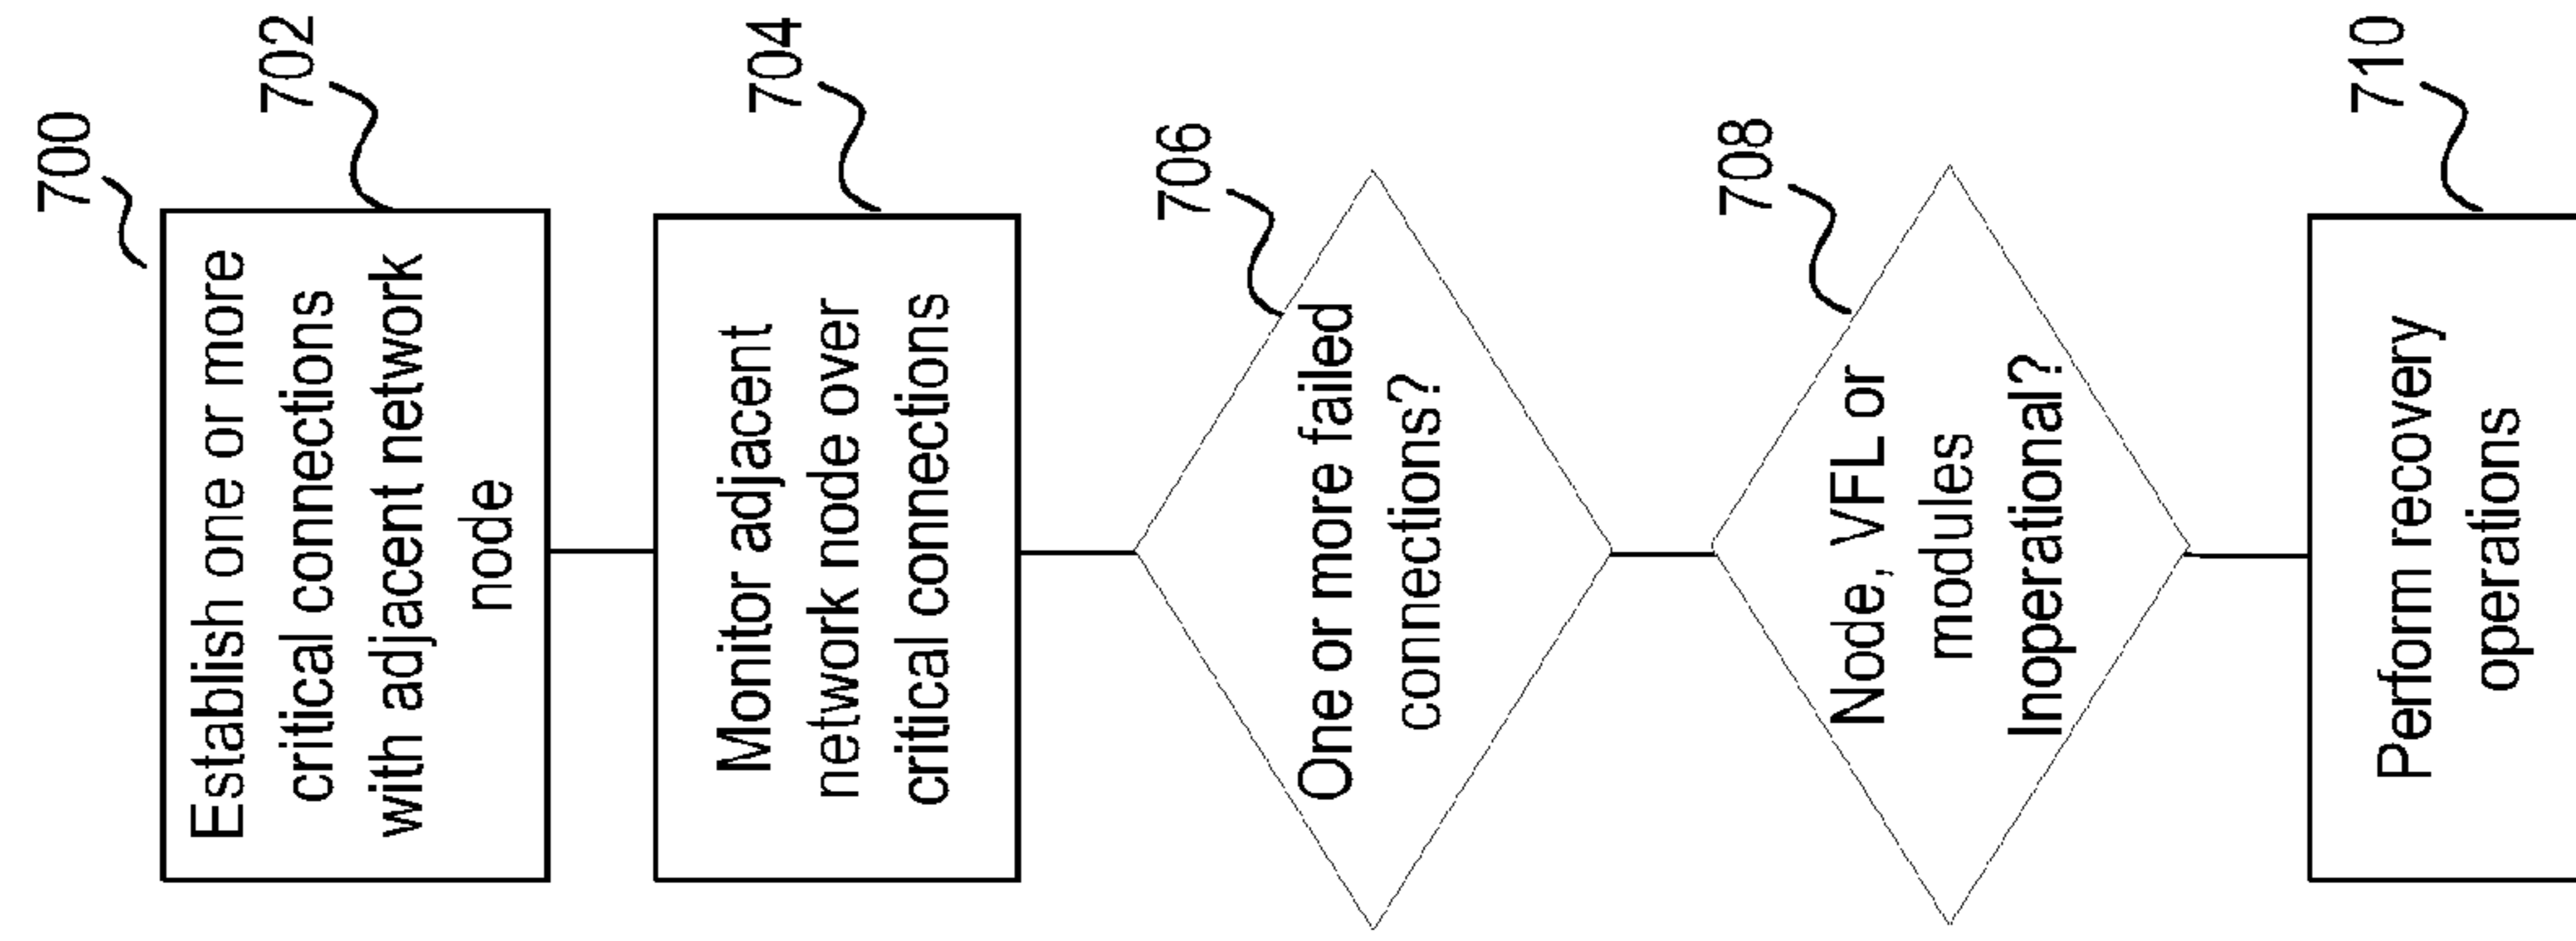 700
702
Establish one or more
critical connections
with adjacent network
node
704
Monitor adjacent
network node over
critical connections
706
One or more failed
connections?
708
Node, VFL or
modules
Inoperational?
710
Perform recovery
operations